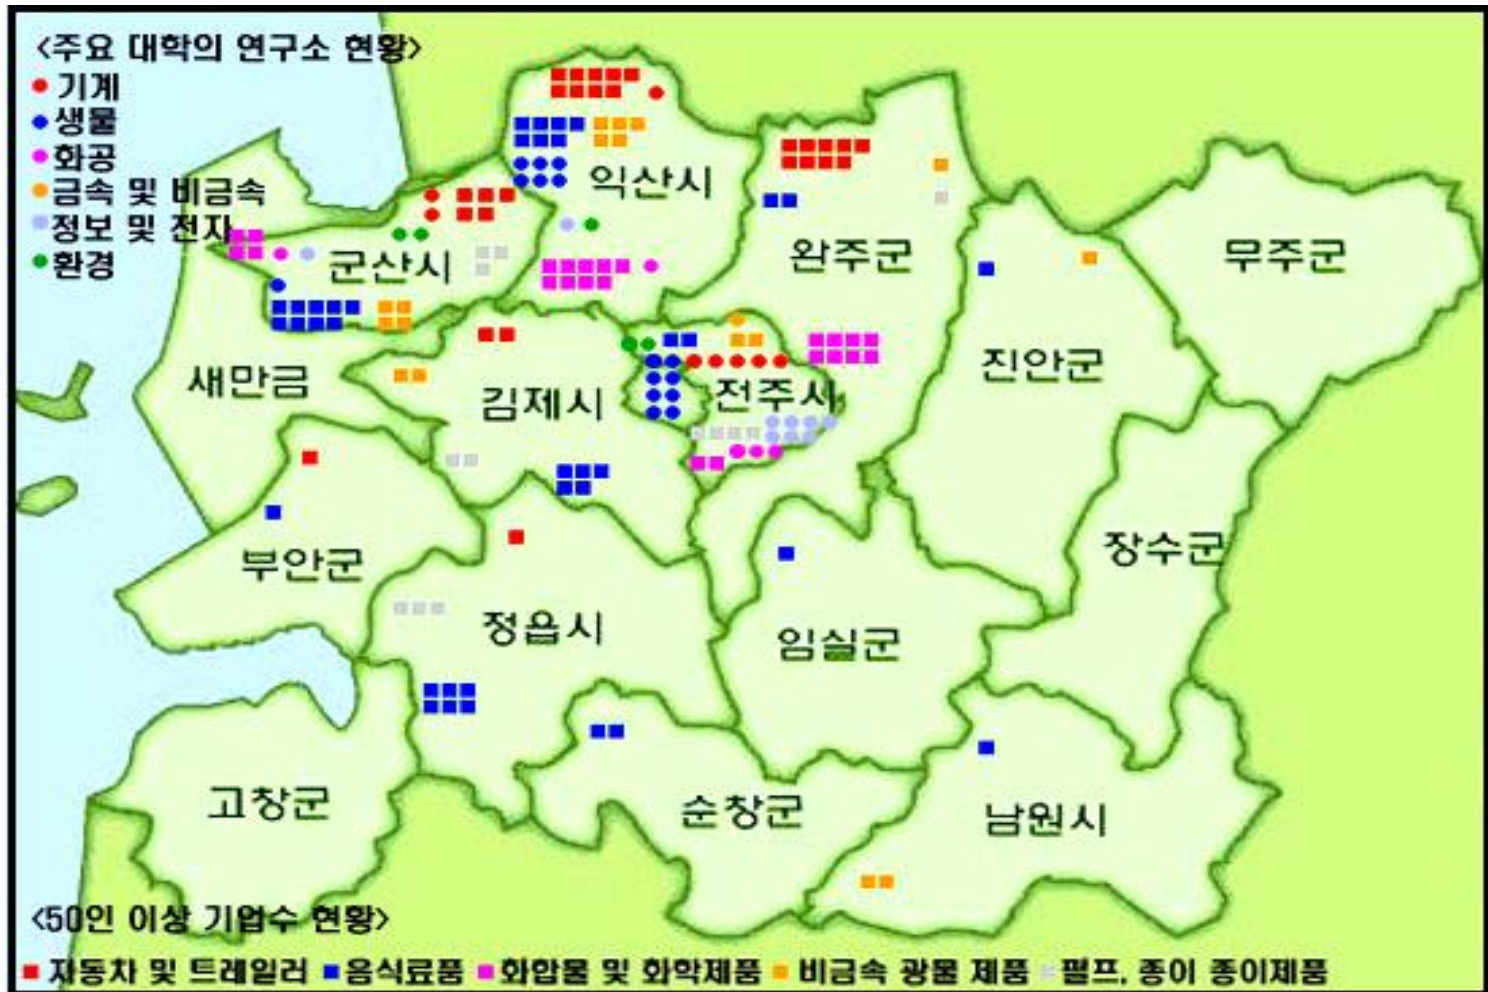 <주요 대학의 연구소 현황>
기계
생물
화공
금속 및 비금속
정보 및 전자
환경
익산시
완주군
무주군
군산시
새만금
김제시
전주시
진안군
부안군
장수군
정읍시
임실군
고창군
순창군
남원시
<50인 이상 기업수 현황>
자동차 및 트레일러 음식료품 화합물 및 화학제품 비금속 광물 제품 펄프, 종이 종이제품